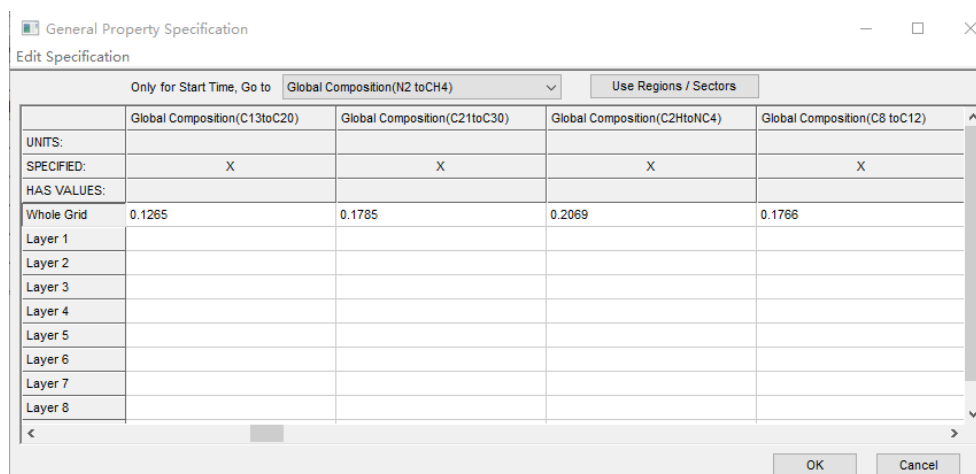 General Property Specification
Edit Specification
Only for Start Time, Go to Global Composition(N2 toCH4) Use Regions / Sectors
Global Composition(C13toC20) Global Composition(C21toC30) Global Composition(C2HtoNC4) Global Composition(C8 toC12)
UNITS:
SPECIFIED: X X X X
HAS VALUES:
Whole Grid 0.1265 0.1785 0.2069 0.1766
Layer 1
Layer 2
Layer 3
Layer 4
Layer 5
Layer 6
Layer 7
Layer 8
OK Cancel